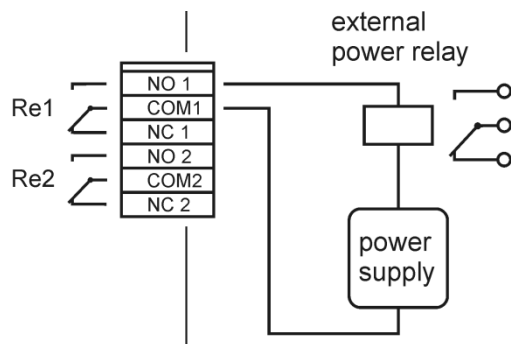 external
power relay
NO 1
Re1
COM1
NC 1
NO 2
Re2
COM2
NC 2
power
supply